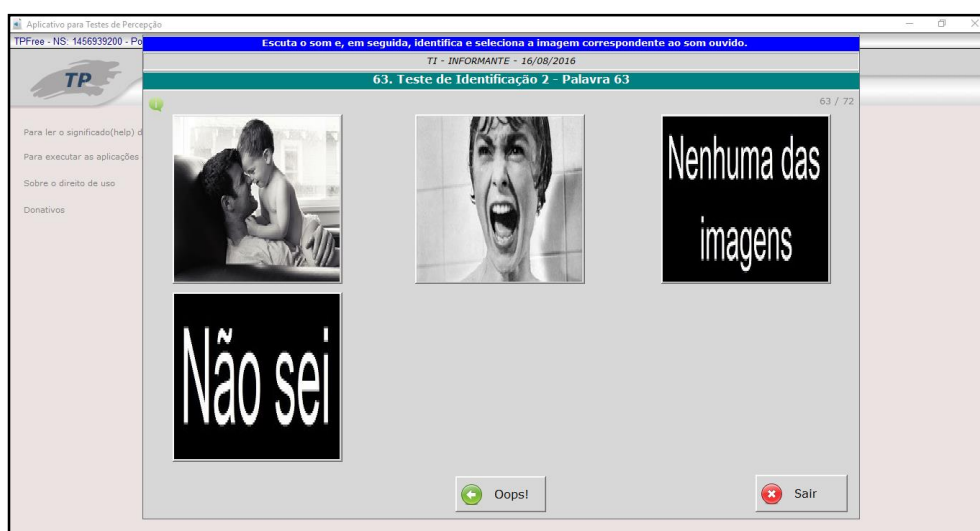 Aplicativo para Testes de Percepção
TPFree - NS: 1456939200 - Po
Escuta o som e, em seguida, identifica e seleciona a imagem correspondente ao som ouvido.
TI - INFORMANTE - 16/08/2016
63. Teste de Identificação 2 - Palavra 63
63 / 72
TP
Para ler o significado(help) d
Para executar as aplicações
Sobre o direito de uso
Donativos
Nenhuma das
imagens
Não sei
Oops!
Sair